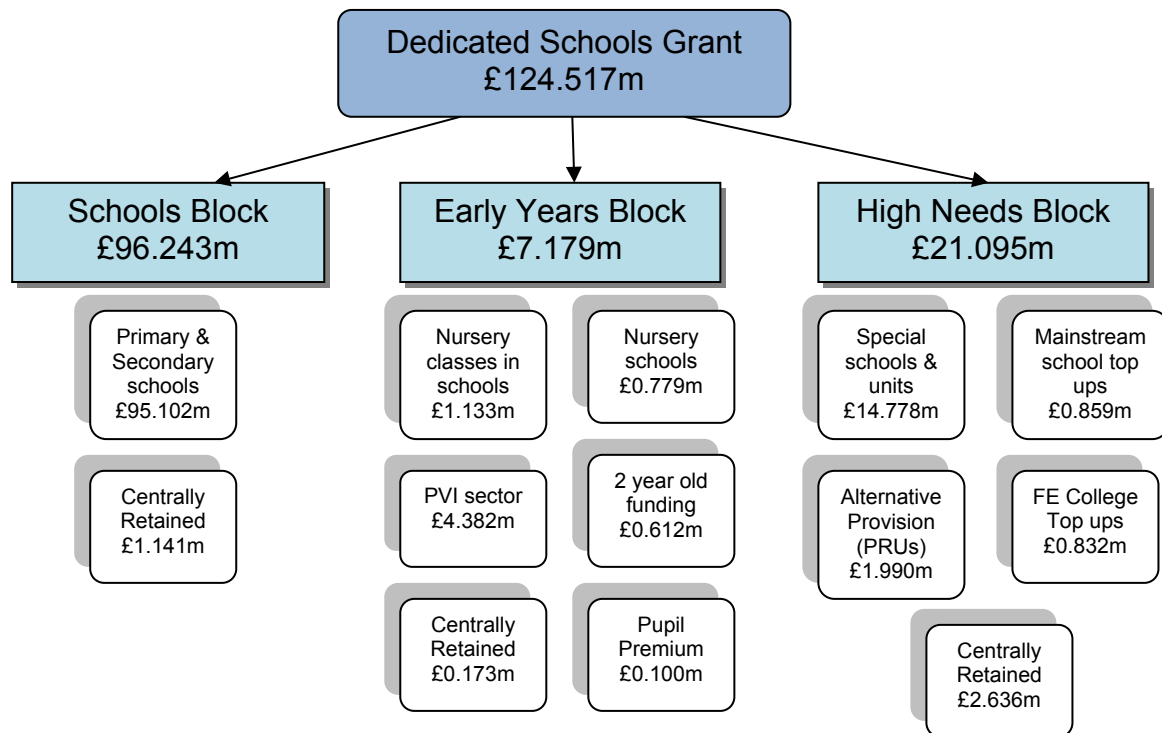 Dedicated Schools Grant
£124.517m
Schools Block
£96.243m
Early Years Block
£7.179m
High Needs Block
£21.095m
Primary &
Secondary
schools
£95.102m
Centrally
Retained
£1.141m
Nursery
classes in
schools
£1.133m
Nursery
schools
£0.779m
PVI sector
£4.382m
2 year old
funding
£0.612m
Centrally
Retained
£0.173m
Pupil
Premium
£0.100m
Special
schools &
units
£14.778m
Mainstream
school top
ups
£0.859m
Alternative
Provision
(PRUs)
£1.990m
FE College
Top ups
£0.832m
Centrally
Retained
£2.636m